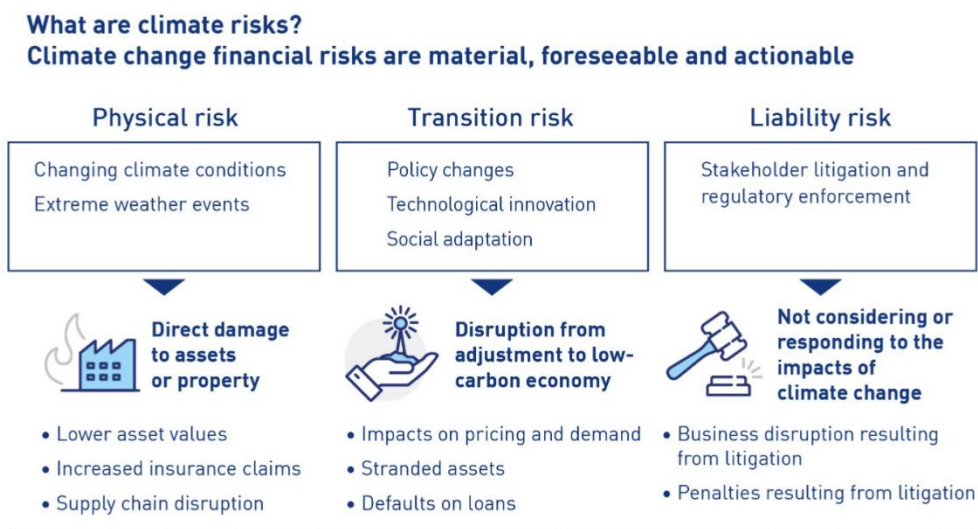 What are climate risks?
Climate change financial risks are material, foreseeable and actionable
Physical risk
Changing climate conditions
Extreme weather events
Direct damage
to assets
or property
• Lower asset values
• Increased insurance claims
• Supply chain disruption
Transition risk
Policy changes
Technological innovation
Social adaptation
Disruption from
adjustment to low-
carbon economy
• Impacts on pricing and demand
• Stranded assets
• Defaults on loans
Liability risk
Stakeholder litigation and
regulatory enforcement
Not considering or
responding to the
impacts of
climate change
• Business disruption resulting
from litigation
• Penalties resulting from litigation